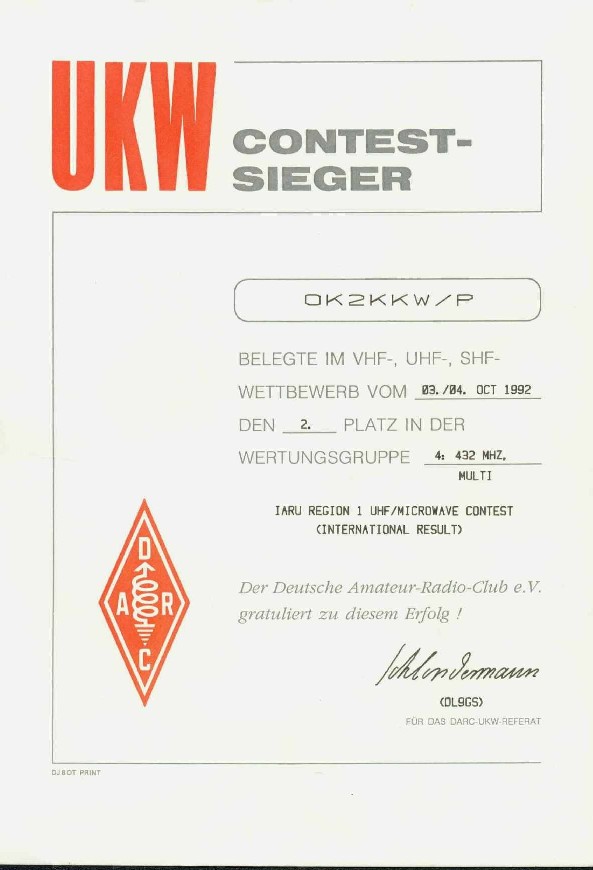 UKW CONTEST-
SIEGER
OK2KKW/P
BELEGTE IM VHF-, UHF-, SHF-
WETTBEWERB VOM 03./04. OCT 1992
DEN 2. PLATZ IN DER
WERTUNGSGRUPPE 4: 432 MHZ,
MULTI
IARU REGION 1 UHF/MICROWAVE CONTEST
(INTERNATIONAL RESULT)
D
A R
C
Der Deutsche Amateur-Radio-Club e.V.
gratuliert zu diesem Erfolg !
(DL9GS)
FÜR DAS DARC-UKW-REFERAT
PRINT